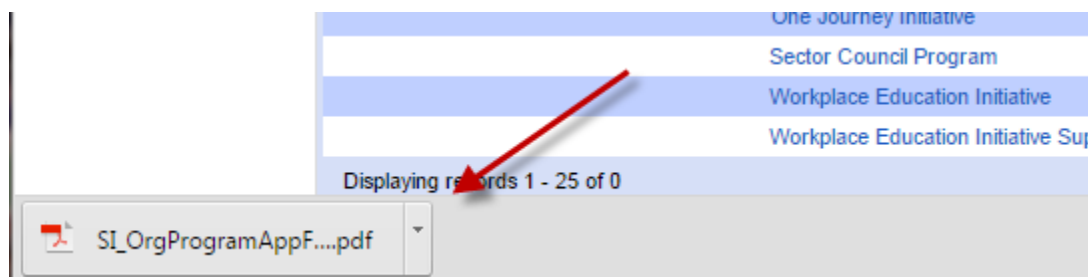 One Journey Initiative
Sector Council Program
Workplace Education Initiative
Workplace Education Initiative Sup
Displaying records 1 - 25 of 0
SI_OrgProgramAppF....pdf